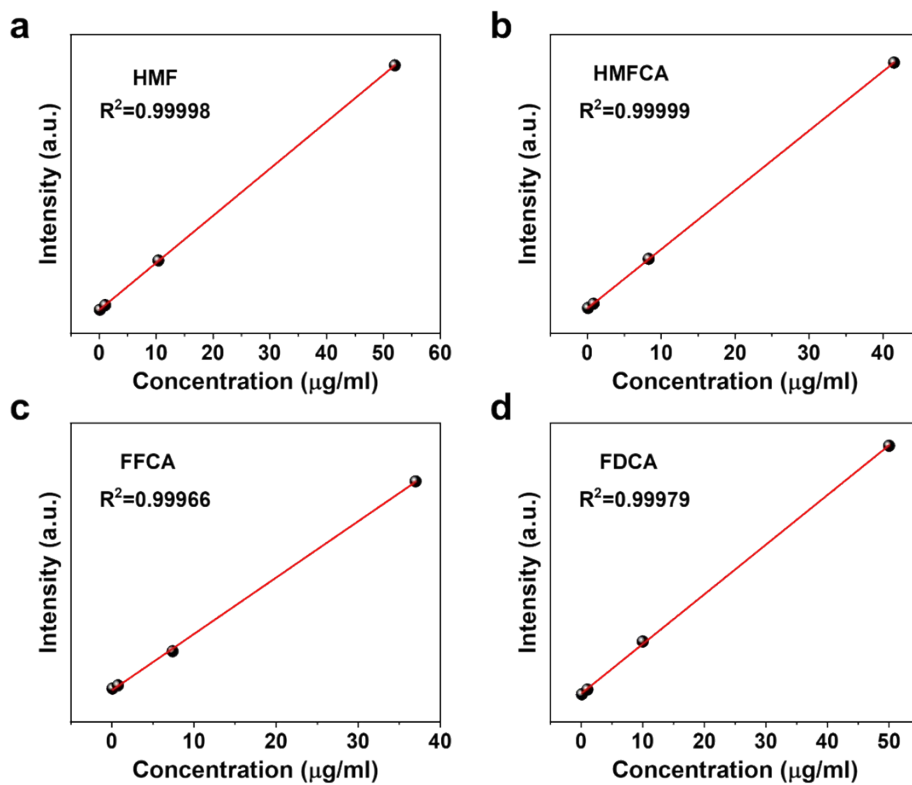 a
HMF
R²=0.99998
Intensity (a.u.)
0 10 20 30 40 50 60
Concentration (μg/ml)
b
HMFCA
R²=0.99999
Intensity (a.u.)
0 10 20 30 40
Concentration (μg/ml)
c
FFCA
R²=0.99966
Intensity (a.u.)
0 10 20 30 40
Concentration (μg/ml)
d
FDCA
R²=0.99979
Intensity (a.u.)
0 10 20 30 40 50
Concentration (μg/ml)